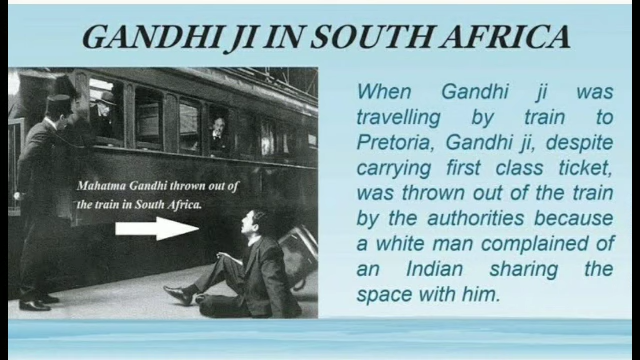 GANDHI JI IN SOUTH AFRICA
Mahatma Gandhi thrown out of
the train in South Africa.
When Gandhi ji was
travelling by train to
Pretoria, Gandhi ji, despite
carrying first class ticket,
was thrown out of the train
by the authorities because
a white man complained of
an Indian sharing the
space with him.